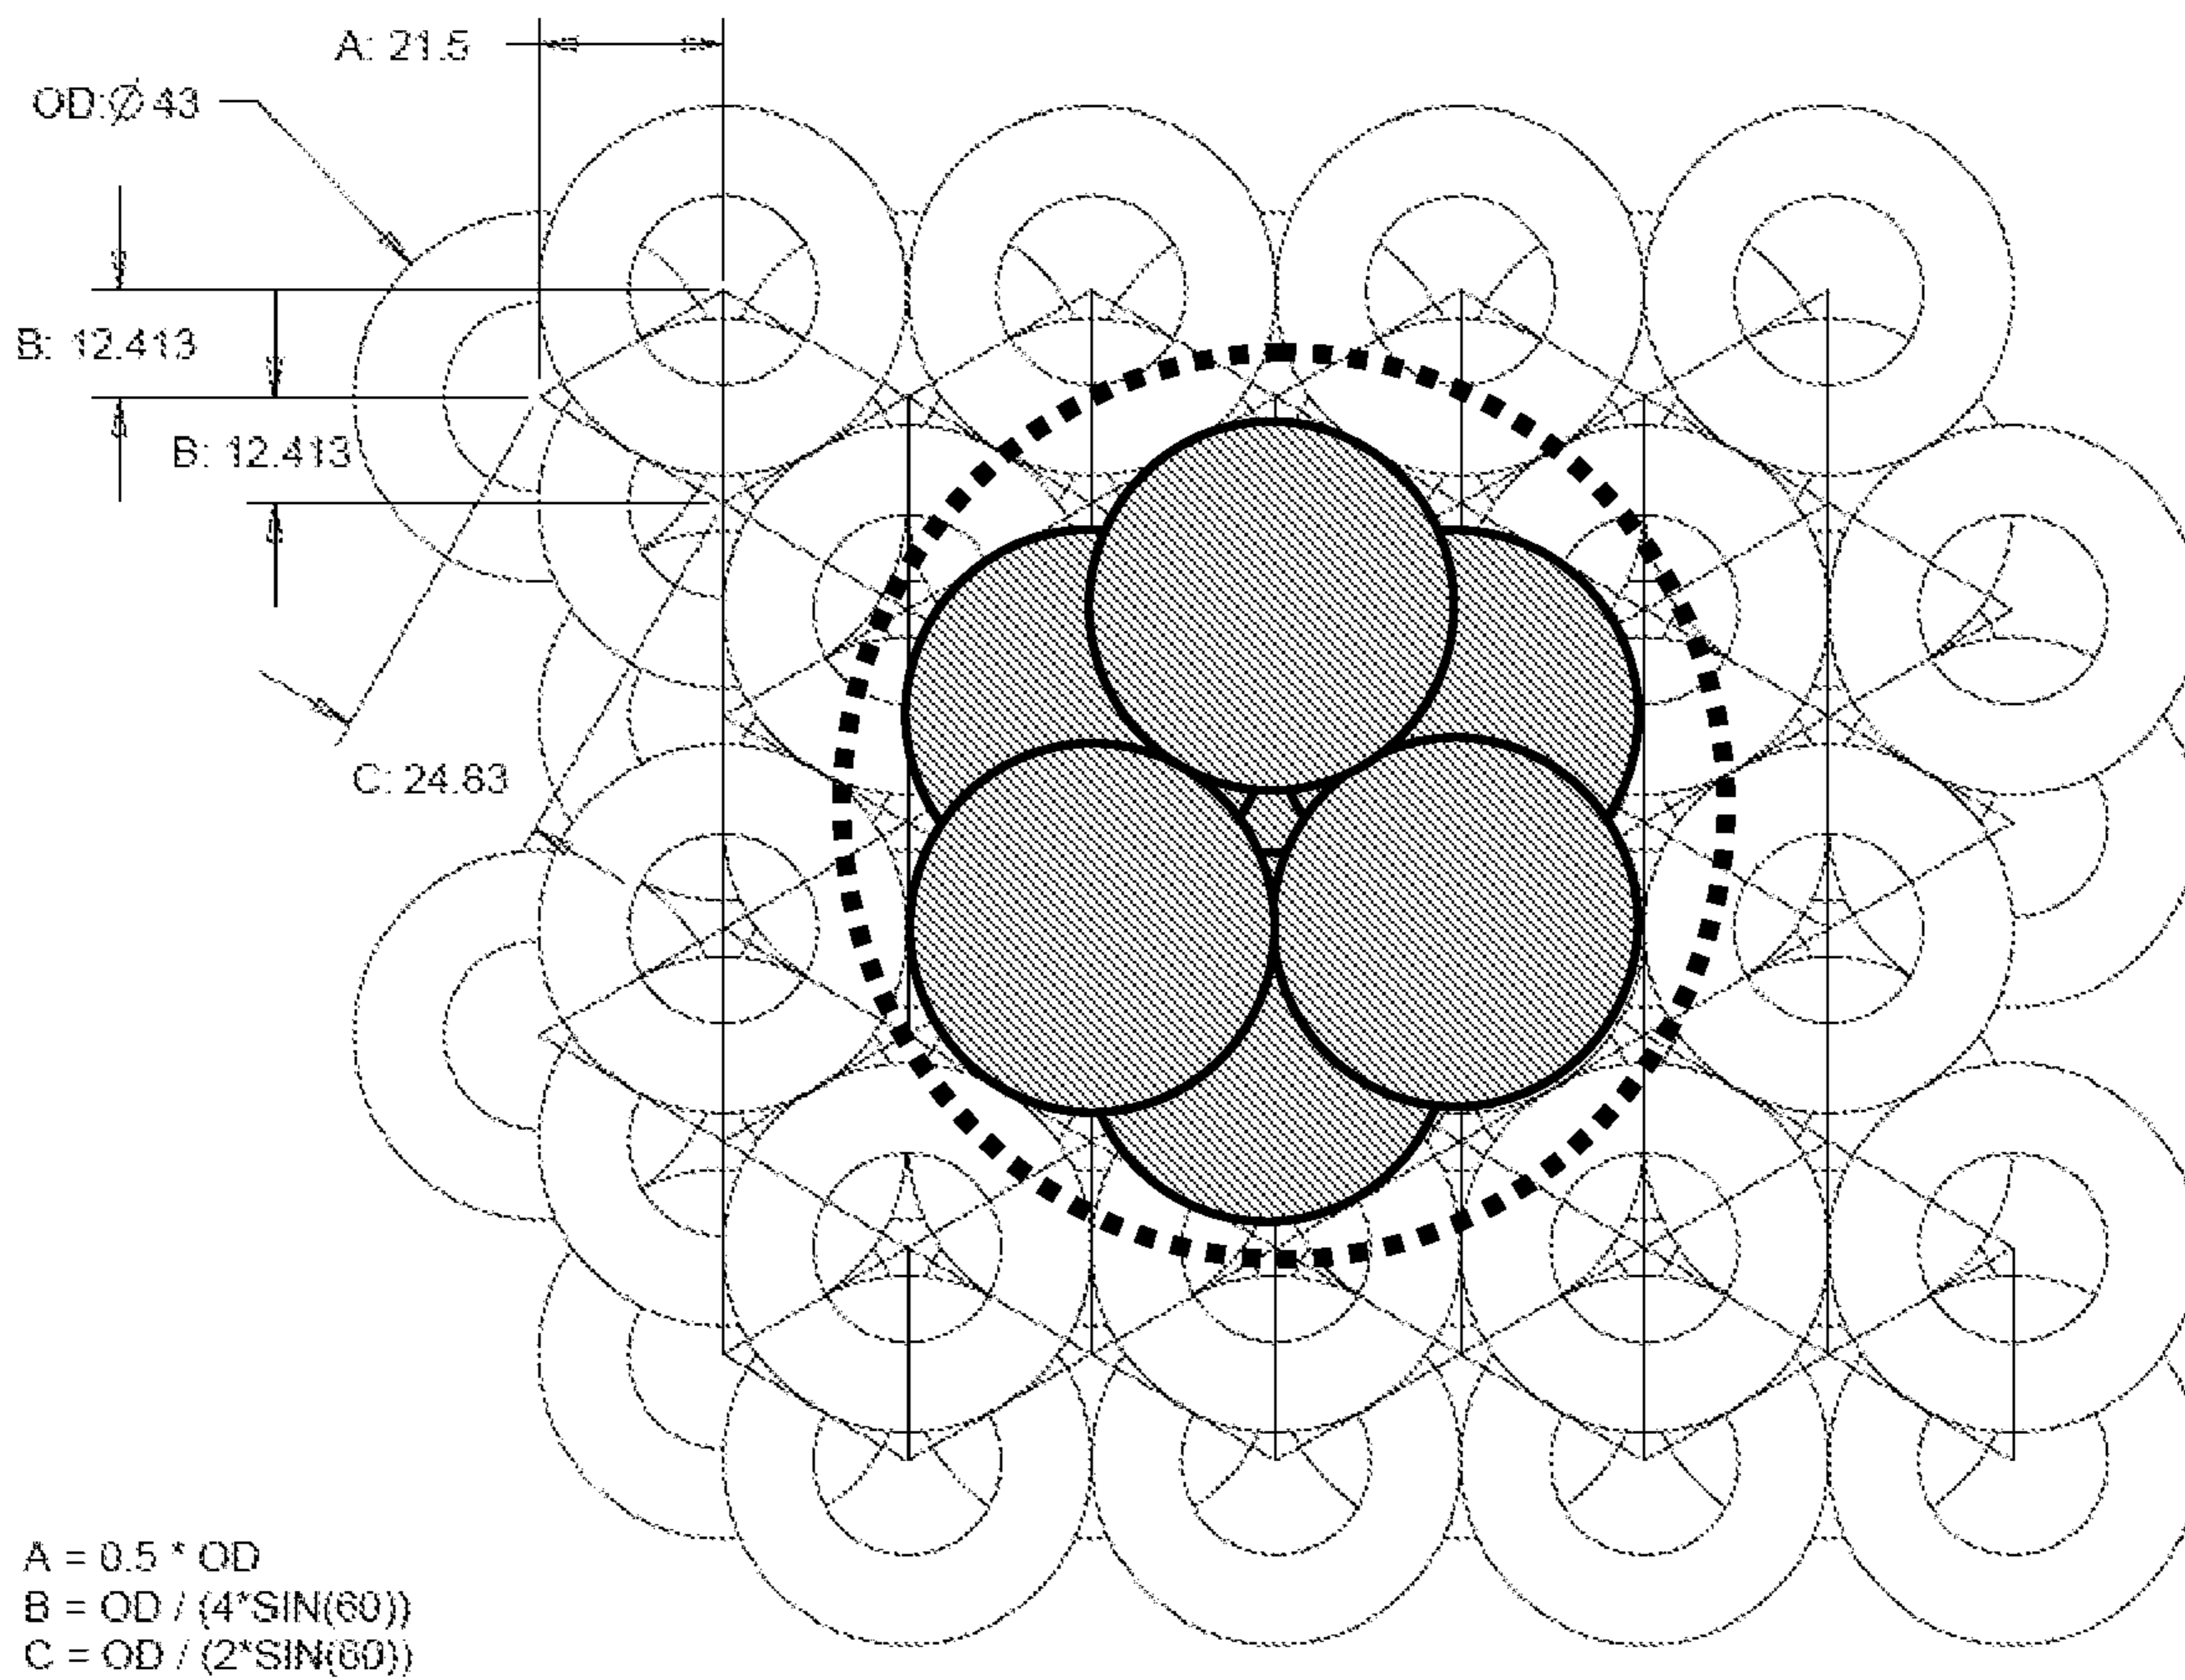 A: 21.5
OD:Ø 43
B: 12.413
B: 12.413
C: 24.83
A = 0.5 * OD
B = OD / (4*SIN(60))
C = OD / (2*SIN(60))